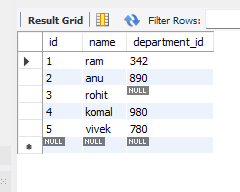 Result Grid Filter Rows:
id name department_id
1 ram 342
2 anu 890
3 rohit NULL
4 komal 980
5 vivek 780
NULL NULL NULL